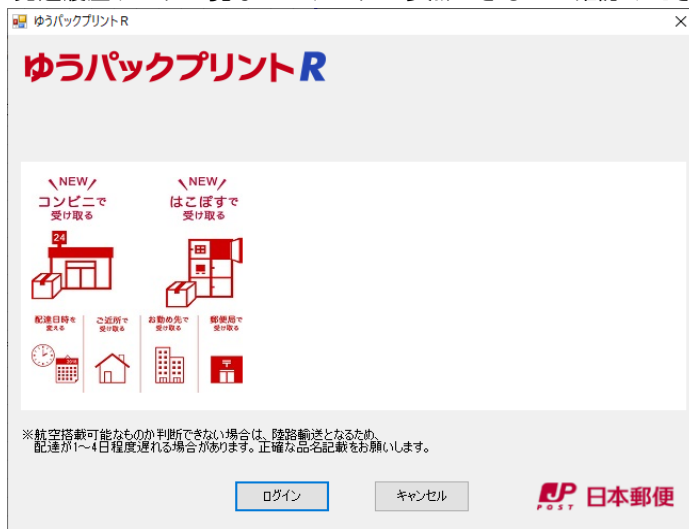 ゆうパックプリントR
ゆうパックプリントR
NEW
コンビニで
受け取る
NEW
はこぽすで
受け取る
24
配達日時を
変える
ご近所で
受け取る
お勤め先で
受け取る
郵便局で
受け取る
※航空搭載可能なものか判断できない場合は、陸路輸送となるため、
配達が1～4日程度遅れる場合があります。正確な品名記載をお願いします。
ログイン
キャンセル
JP
POST
日本郵便